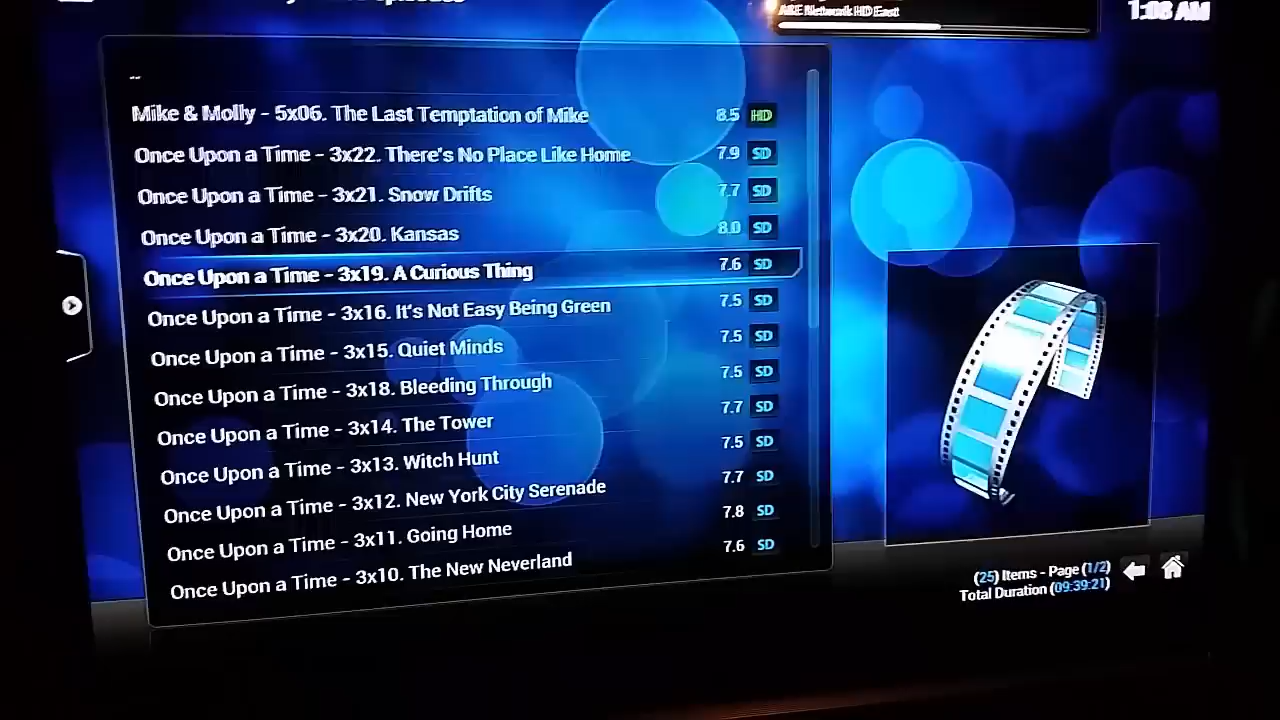 A&E Network HD East
1:08 AM
--
Mike & Molly - 5x06. The Last Temptation of Mike 8.5 HD
Once Upon a Time - 3x22. There's No Place Like Home 7.9 SD
Once Upon a Time - 3x21. Snow Drifts 7.7 SD
Once Upon a Time - 3x20. Kansas 8.0 SD
Once Upon a Time - 3x19. A Curious Thing 7.6 SD
Once Upon a Time - 3x16. It's Not Easy Being Green 7.5 SD
Once Upon a Time - 3x15. Quiet Minds 7.5 SD
Once Upon a Time - 3x18. Bleeding Through 7.5 SD
Once Upon a Time - 3x14. The Tower 7.7 SD
Once Upon a Time - 3x13. Witch Hunt 7.5 SD
Once Upon a Time - 3x12. New York City Serenade 7.7 SD
Once Upon a Time - 3x11. Going Home 7.8 SD
Once Upon a Time - 3x10. The New Neverland 7.6 SD
(25) Items - Page (1/2)
Total Duration (09:39:21)